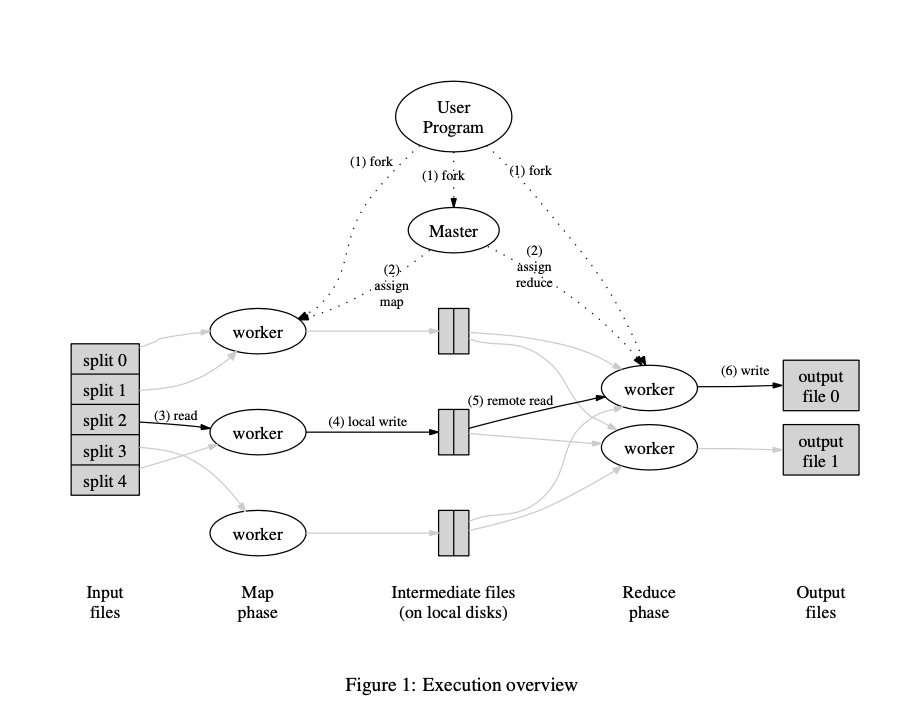 User
Program
(1) fork
(1) fork
(1) fork
Master
(2)
assign
map
(2)
assign
reduce
worker
split 0
split 1
split 2
split 3
split 4
(3) read
worker
(4) local write
(5) remote read
worker
worker
(6) write
output
file 0
worker
output
file 1
Input
files
Map
phase
Intermediate files
(on local disks)
Reduce
phase
Output
files
Figure 1: Execution overview